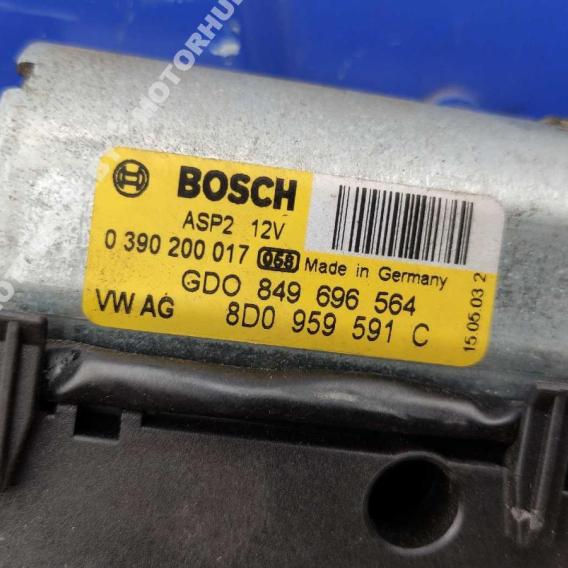 BOSCH
ASP2 12V
0 390 200 017 058 Made in Germany
GDO 849 696 564
VW AG 8D0 959 591 C
15.05.03 2
MOTORHUB